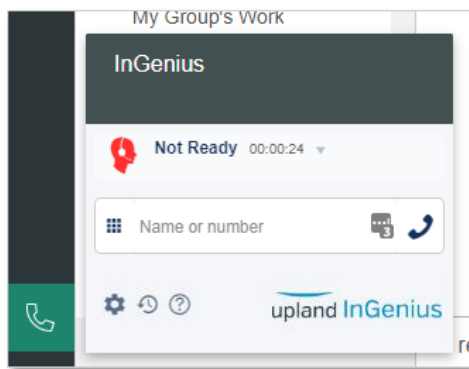 My Group's Work
InGenius
Not Ready 00:00:24
Name or number
3
upland InGenius
re